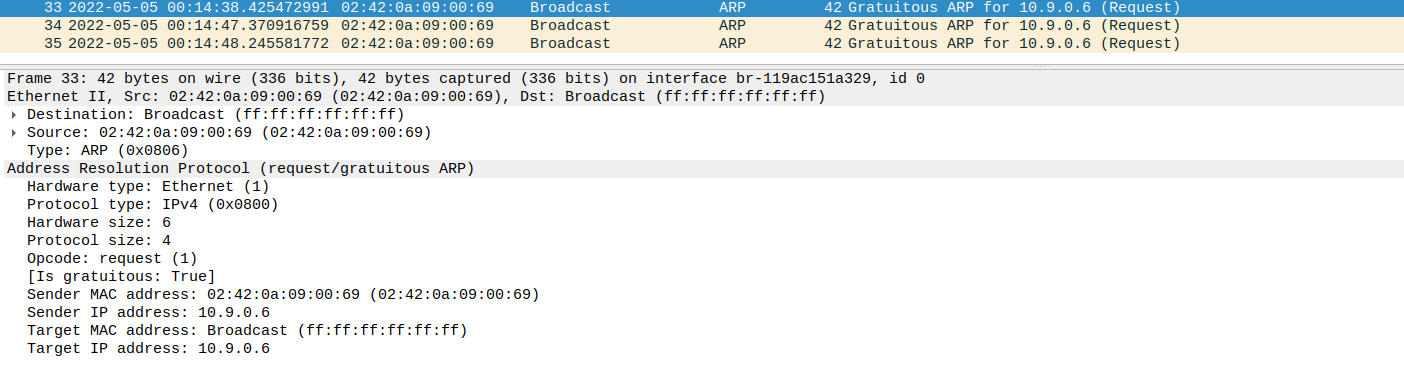 33 2022-05-05 00:14:38.425472991 02:42:0a:09:00:69 Broadcast ARP 42 Gratuitous ARP for 10.9.0.6 (Request)
34 2022-05-05 00:14:47.370916759 02:42:0a:09:00:69 Broadcast ARP 42 Gratuitous ARP for 10.9.0.6 (Request)
35 2022-05-05 00:14:48.245581772 02:42:0a:09:00:69 Broadcast ARP 42 Gratuitous ARP for 10.9.0.6 (Request)
Frame 33: 42 bytes on wire (336 bits), 42 bytes captured (336 bits) on interface br-119ac151a329, id 0
Ethernet II, Src: 02:42:0a:09:00:69 (02:42:0a:09:00:69), Dst: Broadcast (ff:ff:ff:ff:ff:ff)
Destination: Broadcast (ff:ff:ff:ff:ff:ff)
Source: 02:42:0a:09:00:69 (02:42:0a:09:00:69)
Type: ARP (0x0806)
Address Resolution Protocol (request/gratuitous ARP)
Hardware type: Ethernet (1)
Protocol type: IPv4 (0x0800)
Hardware size: 6
Protocol size: 4
Opcode: request (1)
[Is gratuitous: True]
Sender MAC address: 02:42:0a:09:00:69 (02:42:0a:09:00:69)
Sender IP address: 10.9.0.6
Target MAC address: Broadcast (ff:ff:ff:ff:ff:ff)
Target IP address: 10.9.0.6